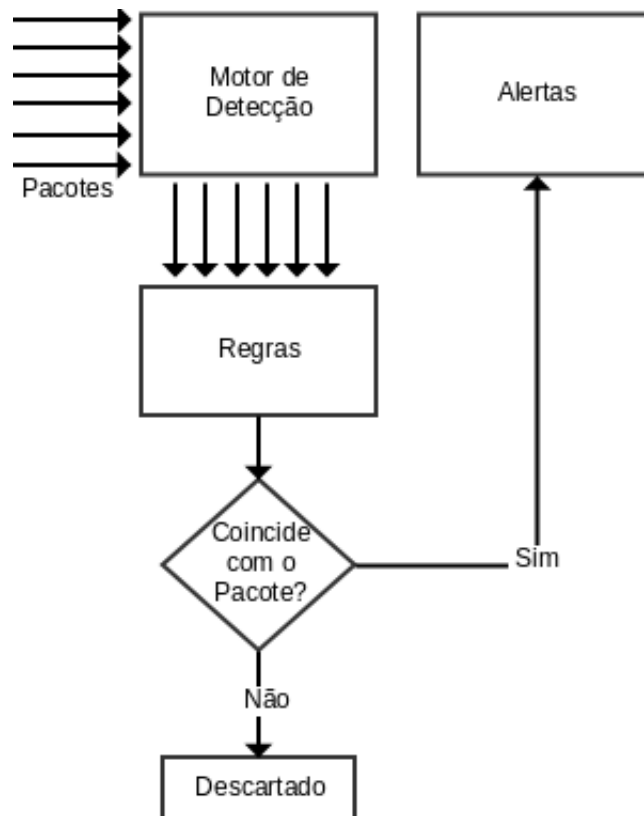 Motor de
Detecção
Alertas
Pacotes
Regras
Coincide
com o
Pacote?
Sim
Não
Descartado